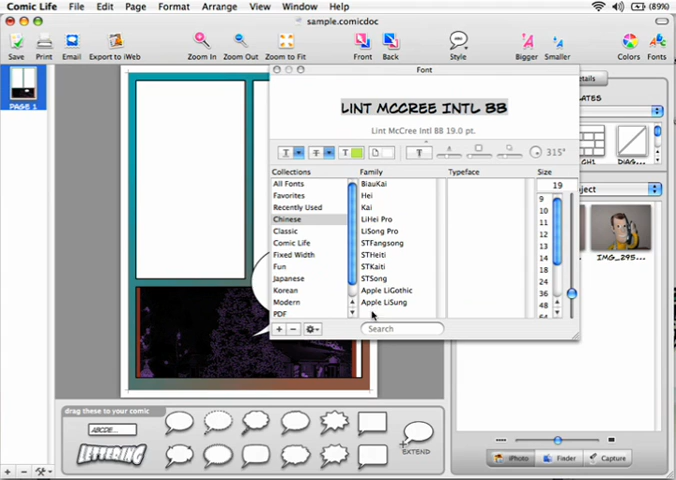 Comic Life File Edit Page Format Arrange View Window Help (89%)
sample.comicdoc
Save Print Email Export to iWeb Zoom In Zoom Out Zoom to Fit Front Back Style Bigger Smaller Colors Fonts
Font
PAGE 1
LINT MCCREE INTL BB
Lint McCree Intl BB 19.0 pt.
315°
Collections Family Typeface Size
19
All Fonts
Favorites
Recently Used
Chinese
Classic
Comic Life
Fixed Width
Fun
Japanese
Korean
Modern
PDF
BiauKai
Hei
Kai
LiHei Pro
LiSong Pro
STFangsong
STHeiti
STKaiti
STSong
Apple LiGothic
Apple LiSung
9
10
11
12
13
14
18
24
36
48
64
Search
DIAG...
IMG_295...
drag these to your comic
ABCDE...
LETTERING
EXTEND
iPhoto Finder Capture